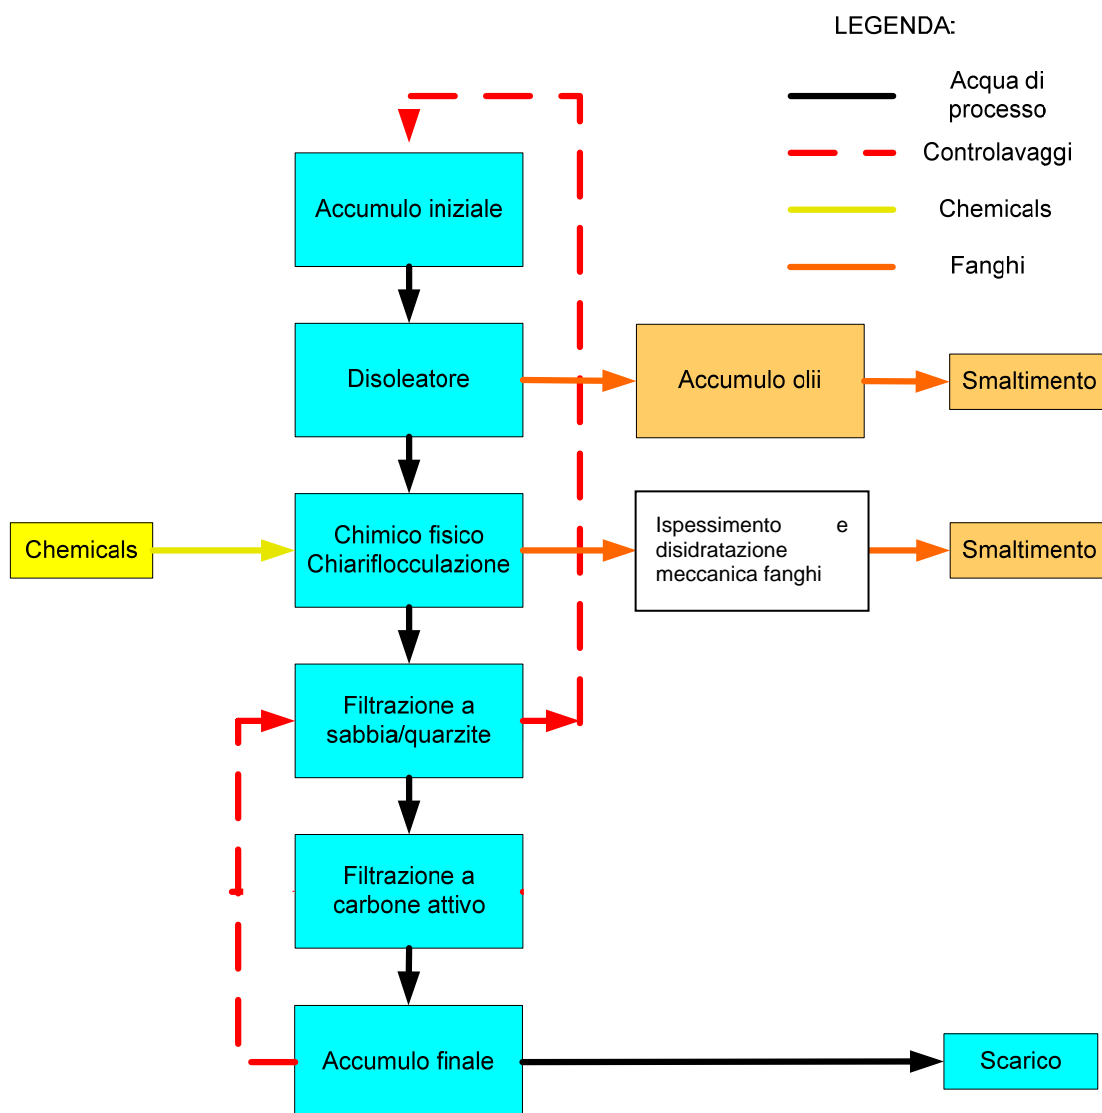 LEGENDA:
Acqua di
processo
Controlavaggi
Chemicals
Fanghi
Accumulo iniziale
Disoleatore
Accumulo olii
Smaltimento
Chemicals
Chimico fisico
Chiariflocculazione
Ispessimento e
disidratazione
meccanica fanghi
Smaltimento
Filtrazione a
sabbia/quarzite
Filtrazione a
carbone attivo
Accumulo finale
Scarico